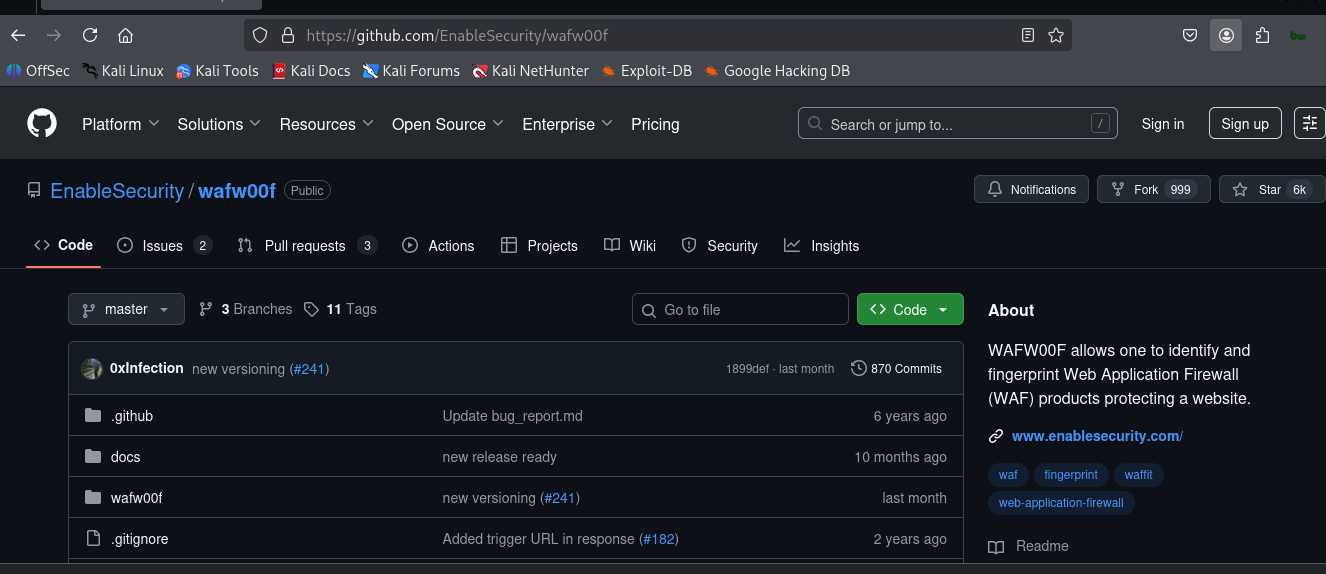 https://github.com/EnableSecurity/wafw00f
OffSec Kali Linux Kali Tools Kali Docs Kali Forums Kali NetHunter Exploit-DB Google Hacking DB
Platform Solutions Resources Open Source Enterprise Pricing Search or jump to... / Sign in Sign up
EnableSecurity / wafw00f Public Notifications Fork 999 Star 6k
Code Issues 2 Pull requests 3 Actions Projects Wiki Security Insights
master 3 Branches 11 Tags Go to file Code
About
0xInfection new versioning (#241) 1899def · last month 870 Commits
WAFW00F allows one to identify and
fingerprint Web Application Firewall
(WAF) products protecting a website.
.github Update bug_report.md 6 years ago
www.enablesecurity.com/
docs new release ready 10 months ago
waf fingerprint waffit
wafw00f new versioning (#241) last month
web-application-firewall
.gitignore Added trigger URL in response (#182) 2 years ago
Readme